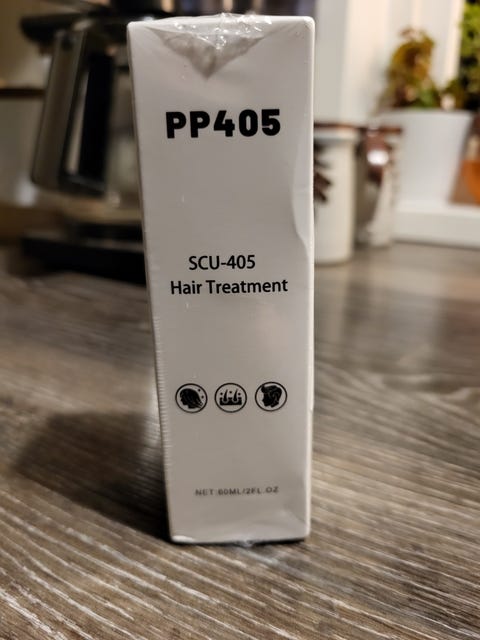 PP405
SCU-405
Hair Treatment
NET 60ML/2FL.OZ